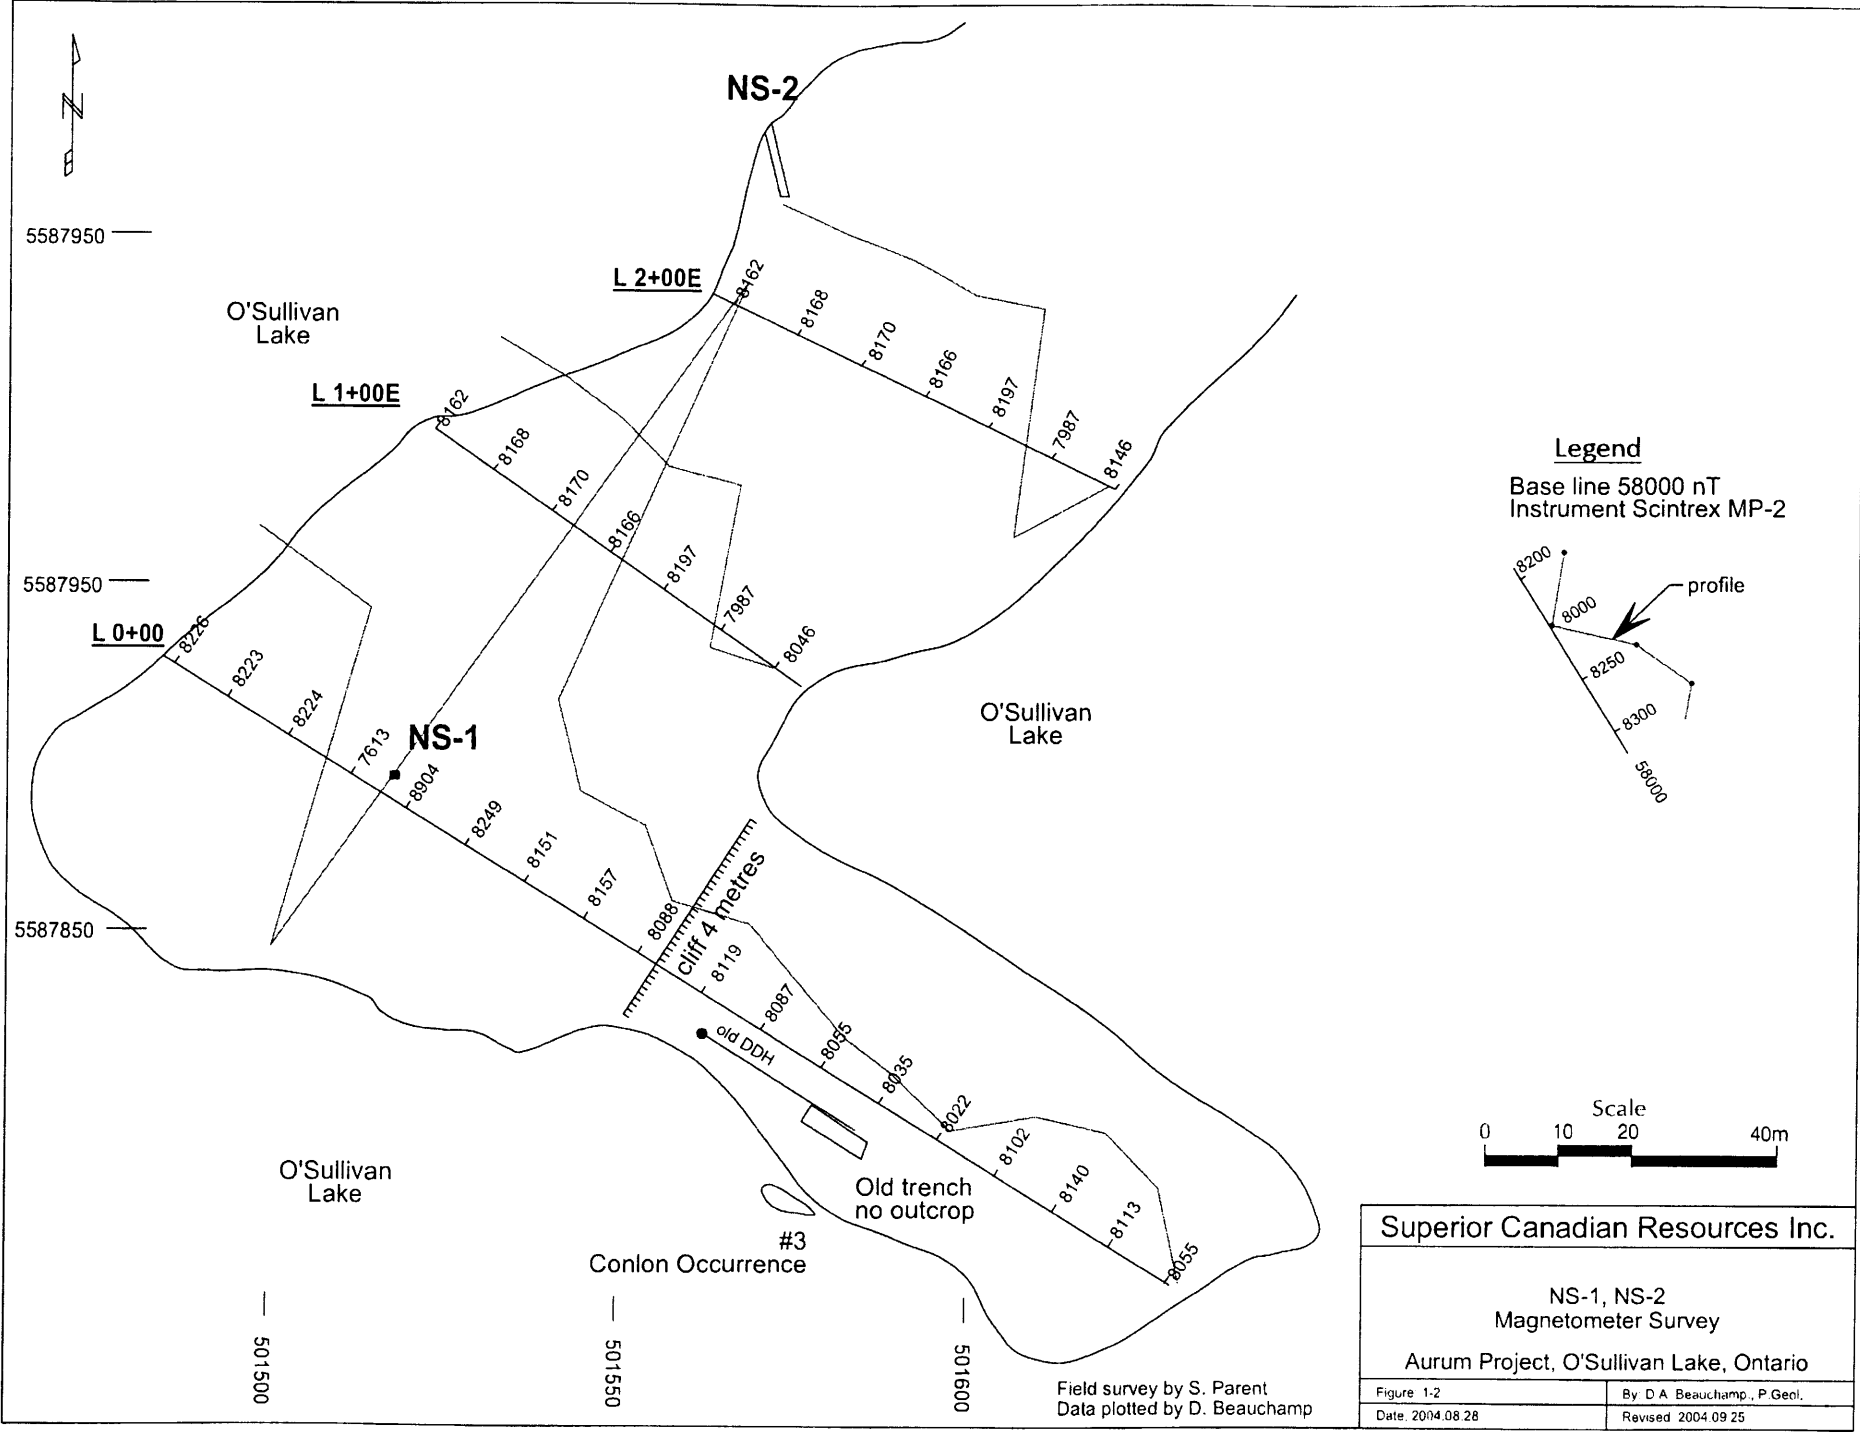 N
NS-2
5587950
L 2+00E
8162
8168
8170
8166
8197
7987
8146
O'Sullivan
Lake
L 1+00E
8162
8168
8170
8166
8197
7987
8046
Legend
Base line 58000 nT
Instrument Scintrex MP-2
8200
8000
8250
8300
58000
profile
5587950
L 0+00
8226
8223
8224
7613
NS-1
8904
8249
8151
8157
8088
cliff 4 metres
8119
8087
8055
8035
8022
8102
8140
8113
8055
O'Sullivan
Lake
5587850
old DDH
O'Sullivan
Lake
Old trench
no outcrop
#3
Conlon Occurrence
Scale
0 10 20 40m
501500
501550
501600
Field survey by S. Parent
Data plotted by D. Beauchamp
Superior Canadian Resources Inc.
NS-1, NS-2
Magnetometer Survey
Aurum Project, O'Sullivan Lake, Ontario
Figure 1-2
By: D.A. Beauchamp., P.Geol.
Date: 2004.08.28
Revised 2004.09.25